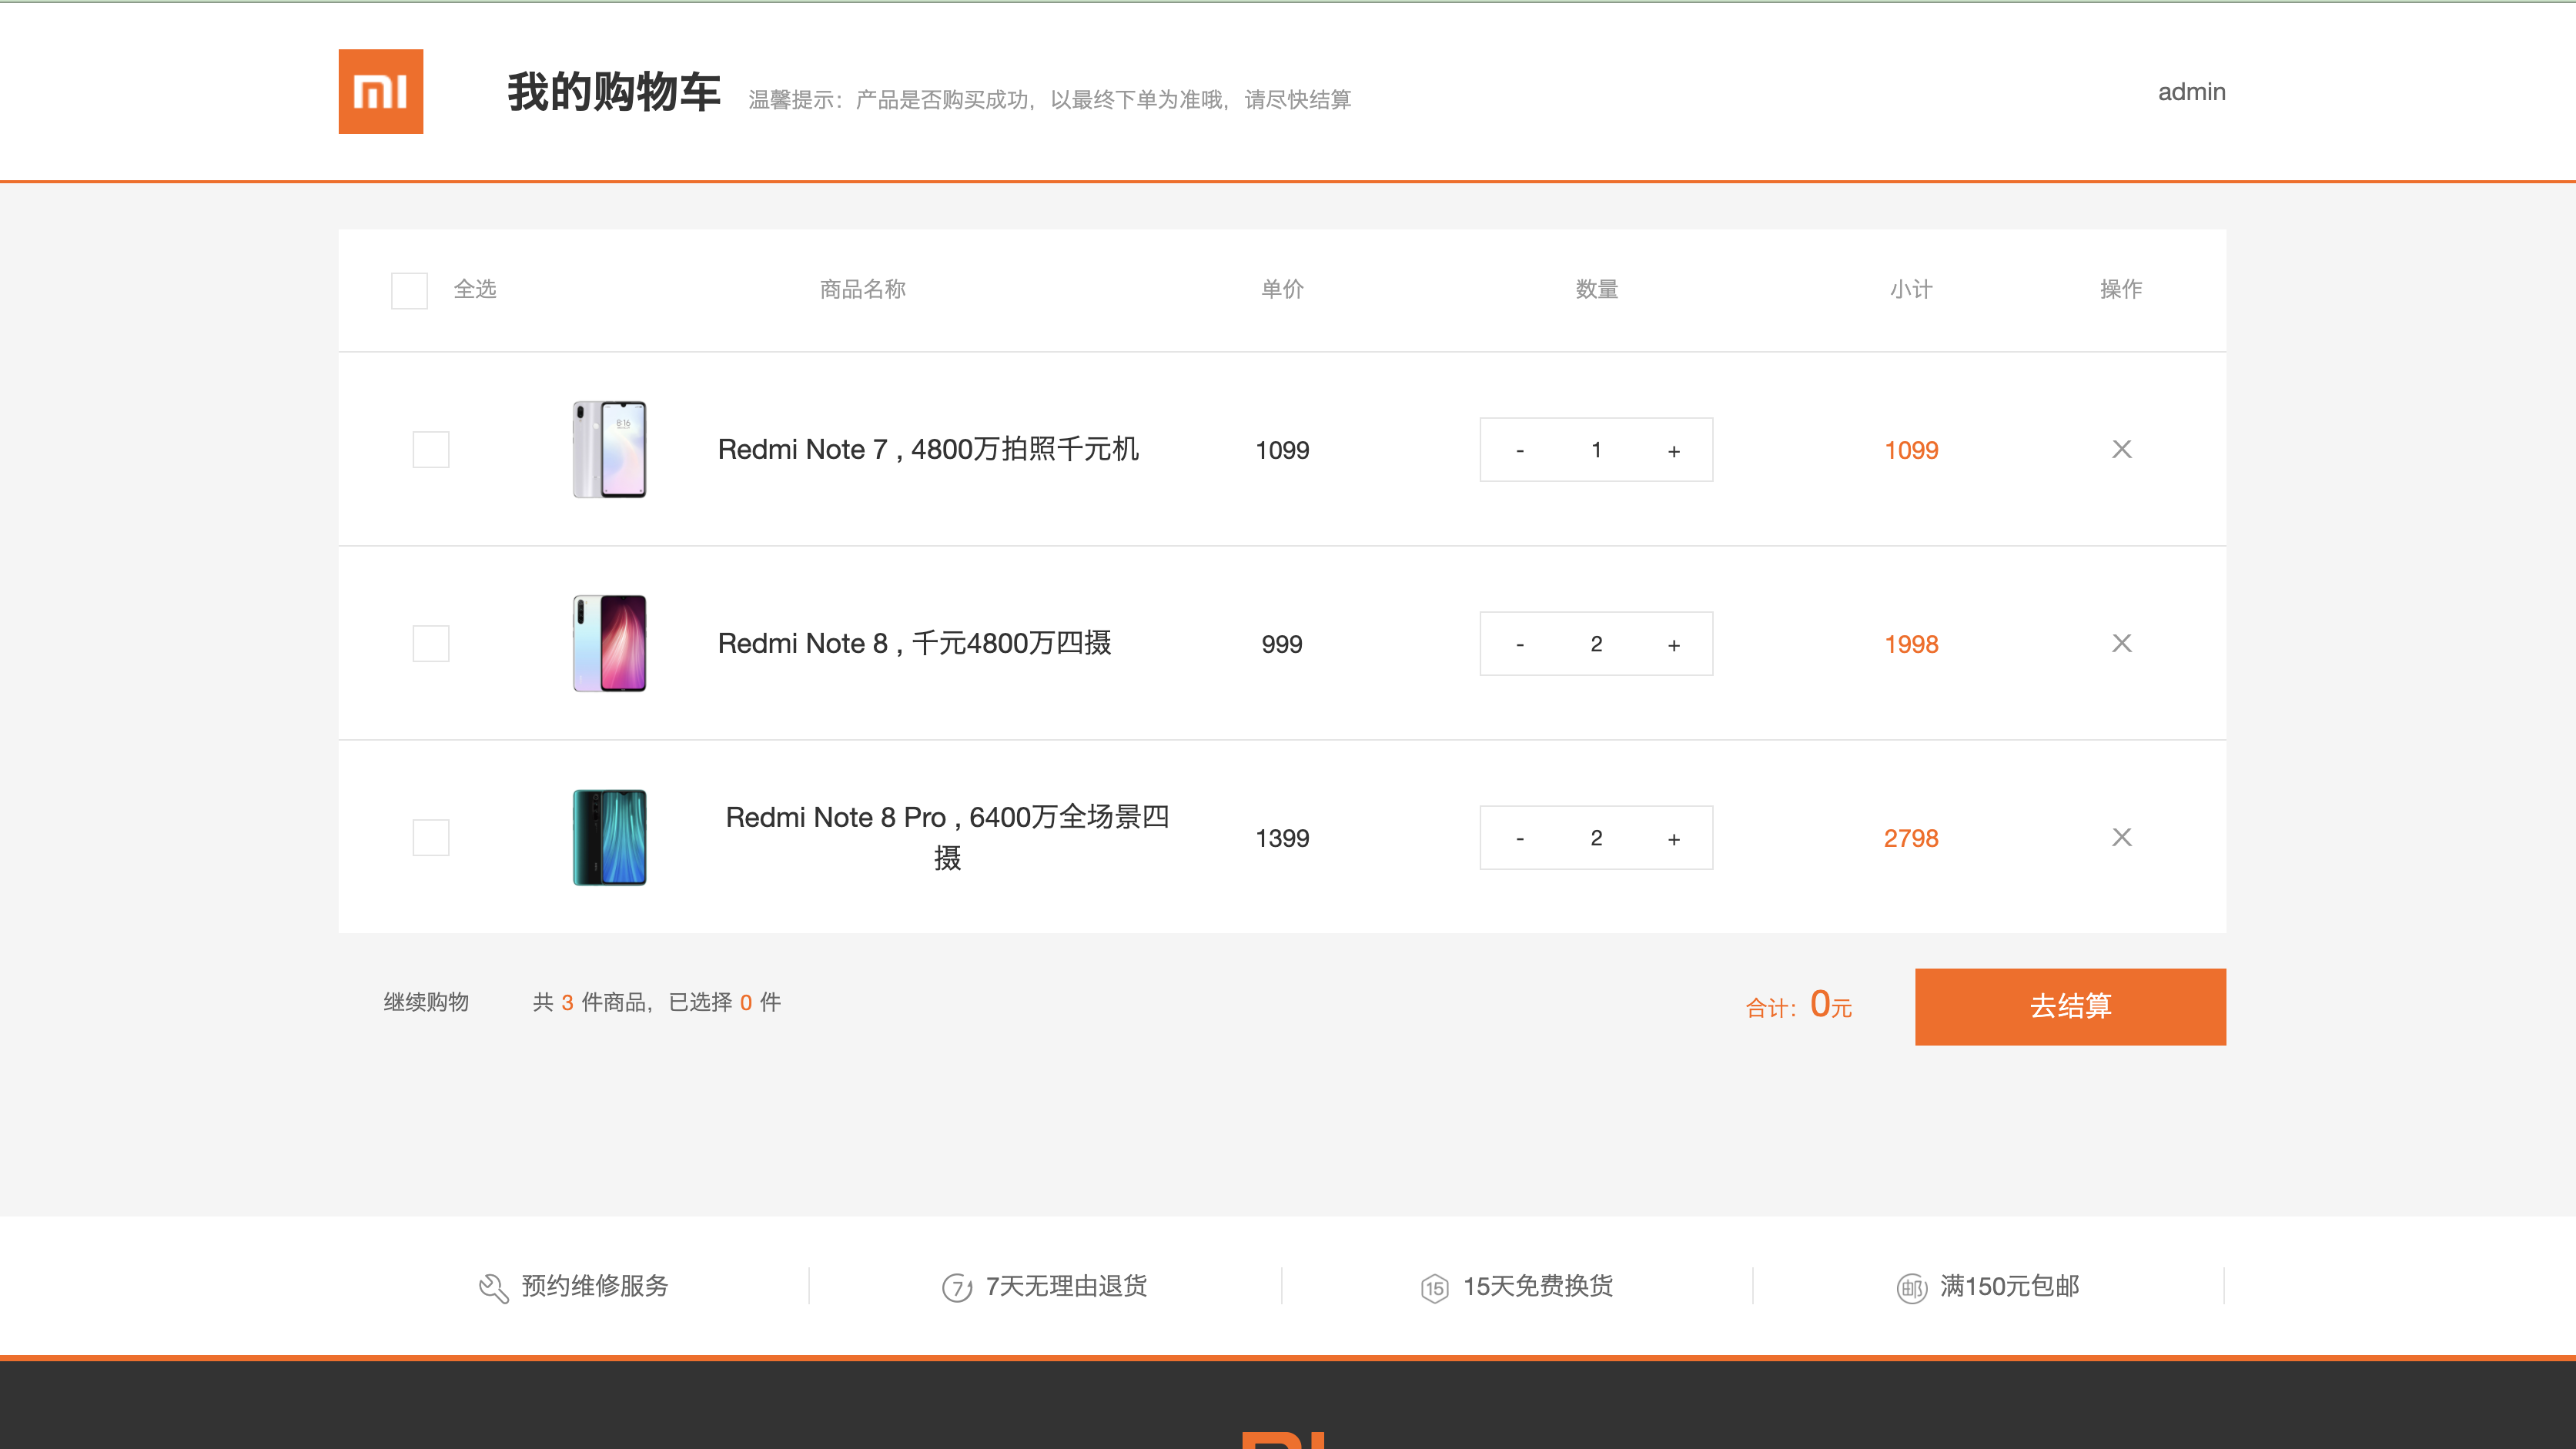 我的购物车 温馨提示：产品是否购买成功，以最终下单为准哦，请尽快结算 admin
全选 商品名称 单价 数量 小计 操作
Redmi Note 7 , 4800万拍照千元机 1099 - 1 + 1099
Redmi Note 8 , 千元4800万四摄 999 - 2 + 1998
Redmi Note 8 Pro , 6400万全场景四
摄
1399 - 2 + 2798
继续购物 共 3 件商品，已选择 0 件 合计：0元 去结算
预约维修服务 7 7天无理由退货 15 15天免费换货 邮 满150元包邮